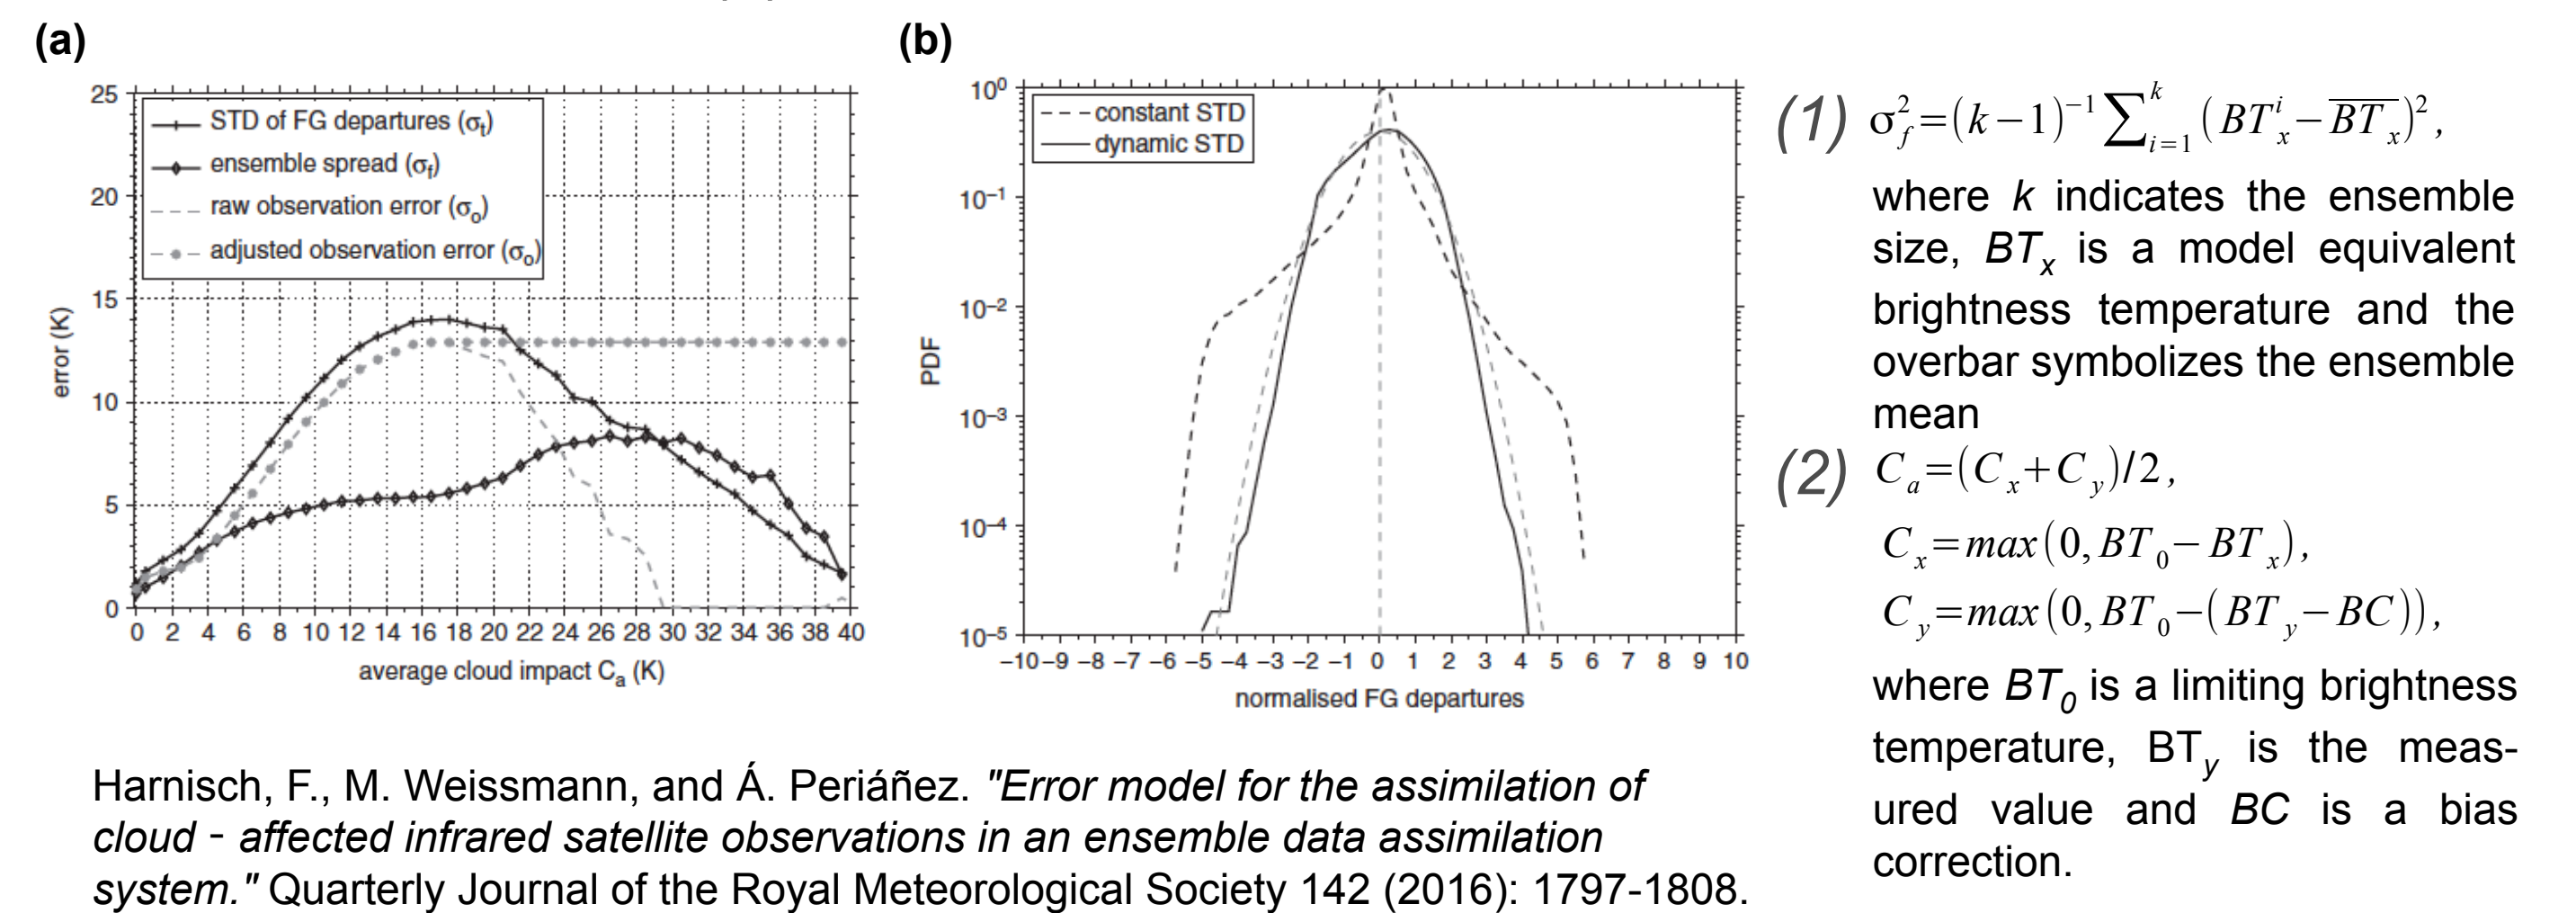 (a)
25
20
15
10
5
0
error (K)
STD of FG departures (σt)
ensemble spread (σf)
raw observation error (σo)
adjusted observation error (σo)
0 2 4 6 8 10 12 14 16 18 20 22 24 26 28 30 32 34 36 38 40
average cloud impact Ca (K)
(b)
10⁰
10⁻¹
10⁻²
10⁻³
10⁻⁴
10⁻⁵
PDF
constant STD
dynamic STD
−10 −9 −8 −7 −6 −5 −4 −3 −2 −1 0 1 2 3 4 5 6 7 8 9 10
normalised FG departures
(1) σ²f=(k−1)⁻¹∑ᵏi=1 (BTⁱx−B̅T̅x)²,
where k indicates the ensemble
size, BTx is a model equivalent
brightness temperature and the
overbar symbolizes the ensemble
mean
(2) Ca=(Cx+Cy)/2,
Cx=max(0,BT0−BTx),
Cy=max(0,BT0−(BTy−BC)),
where BT0 is a limiting brightness
temperature, BTy is the meas-
ured value and BC is a bias
correction.
Harnisch, F., M. Weissmann, and Á. Periáñez. "Error model for the assimilation of
cloud - affected infrared satellite observations in an ensemble data assimilation
system." Quarterly Journal of the Royal Meteorological Society 142 (2016): 1797-1808.